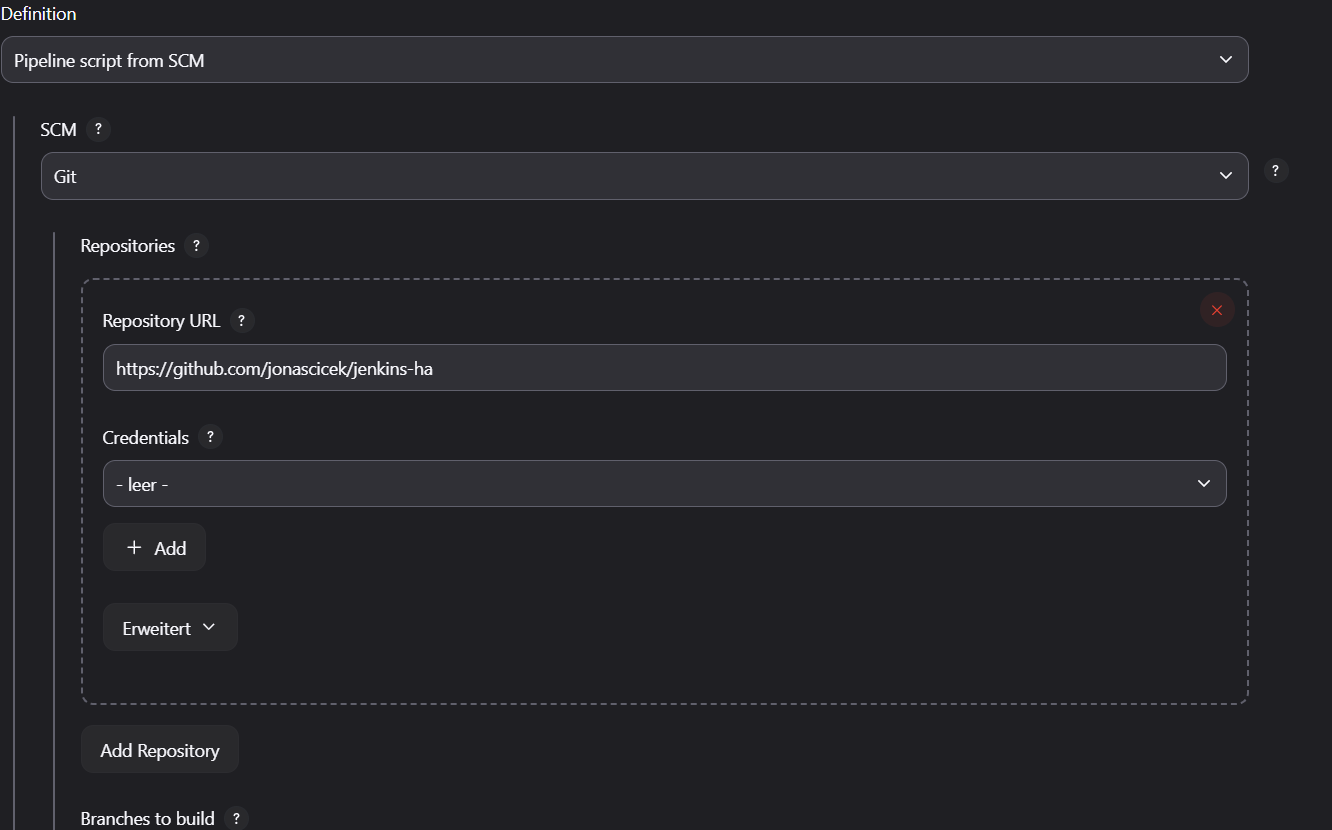 Definition
Pipeline script from SCM
SCM ?
Git
?
Repositories ?
Repository URL ?
https://github.com/jonascicek/jenkins-ha
Credentials ?
- leer -
+ Add
Erweitert
Add Repository
Branches to build ?